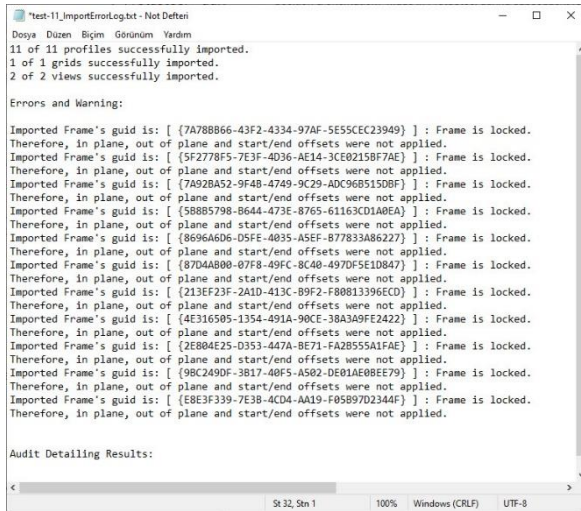 *test-11_ImportErrorLog.txt - Not Defteri
Dosya Düzen Biçim Görünüm Yardım
11 of 11 profiles successfully imported.
1 of 1 grids successfully imported.
2 of 2 views successfully imported.
Errors and Warning:
Imported Frame's guid is: [ {7A78BB66-43F2-4334-97AF-5E55CEC23949} ] : Frame is locked.
Therefore, in plane, out of plane and start/end offsets were not applied.
Imported Frame's guid is: [ {5F2778F5-7E3F-4D36-AE14-3CE0215BF7AE} ] : Frame is locked.
Therefore, in plane, out of plane and start/end offsets were not applied.
Imported Frame's guid is: [ {7A92BA52-9F4B-4749-9C29-ADC96B515DBF} ] : Frame is locked.
Therefore, in plane, out of plane and start/end offsets were not applied.
Imported Frame's guid is: [ {5B8B5798-B644-473E-8765-61163CD1A0EA} ] : Frame is locked.
Therefore, in plane, out of plane and start/end offsets were not applied.
Imported Frame's guid is: [ {8696A6D6-D5FE-4035-A5EF-B77833A86227} ] : Frame is locked.
Therefore, in plane, out of plane and start/end offsets were not applied.
Imported Frame's guid is: [ {87D4AB00-07F8-49FC-8C40-497DF5E1D847} ] : Frame is locked.
Therefore, in plane, out of plane and start/end offsets were not applied.
Imported Frame's guid is: [ {213EF23F-2A1D-413C-B9F2-F80813396ECD} ] : Frame is locked.
Therefore, in plane, out of plane and start/end offsets were not applied.
Imported Frame's guid is: [ {4E316505-1354-491A-90CE-38A3A9FE2422} ] : Frame is locked.
Therefore, in plane, out of plane and start/end offsets were not applied.
Imported Frame's guid is: [ {2E804E25-D353-447A-BE71-FA2B555A1FAE} ] : Frame is locked.
Therefore, in plane, out of plane and start/end offsets were not applied.
Imported Frame's guid is: [ {9BC249DF-3B17-40F5-A502-DE01AE0BEE79} ] : Frame is locked.
Therefore, in plane, out of plane and start/end offsets were not applied.
Imported Frame's guid is: [ {E8E3F339-7E3B-4CD4-AA19-F05B97D2344F} ] : Frame is locked.
Therefore, in plane, out of plane and start/end offsets were not applied.
Audit Detailing Results:
St 32, Stn 1 100% Windows (CRLF) UTF-8